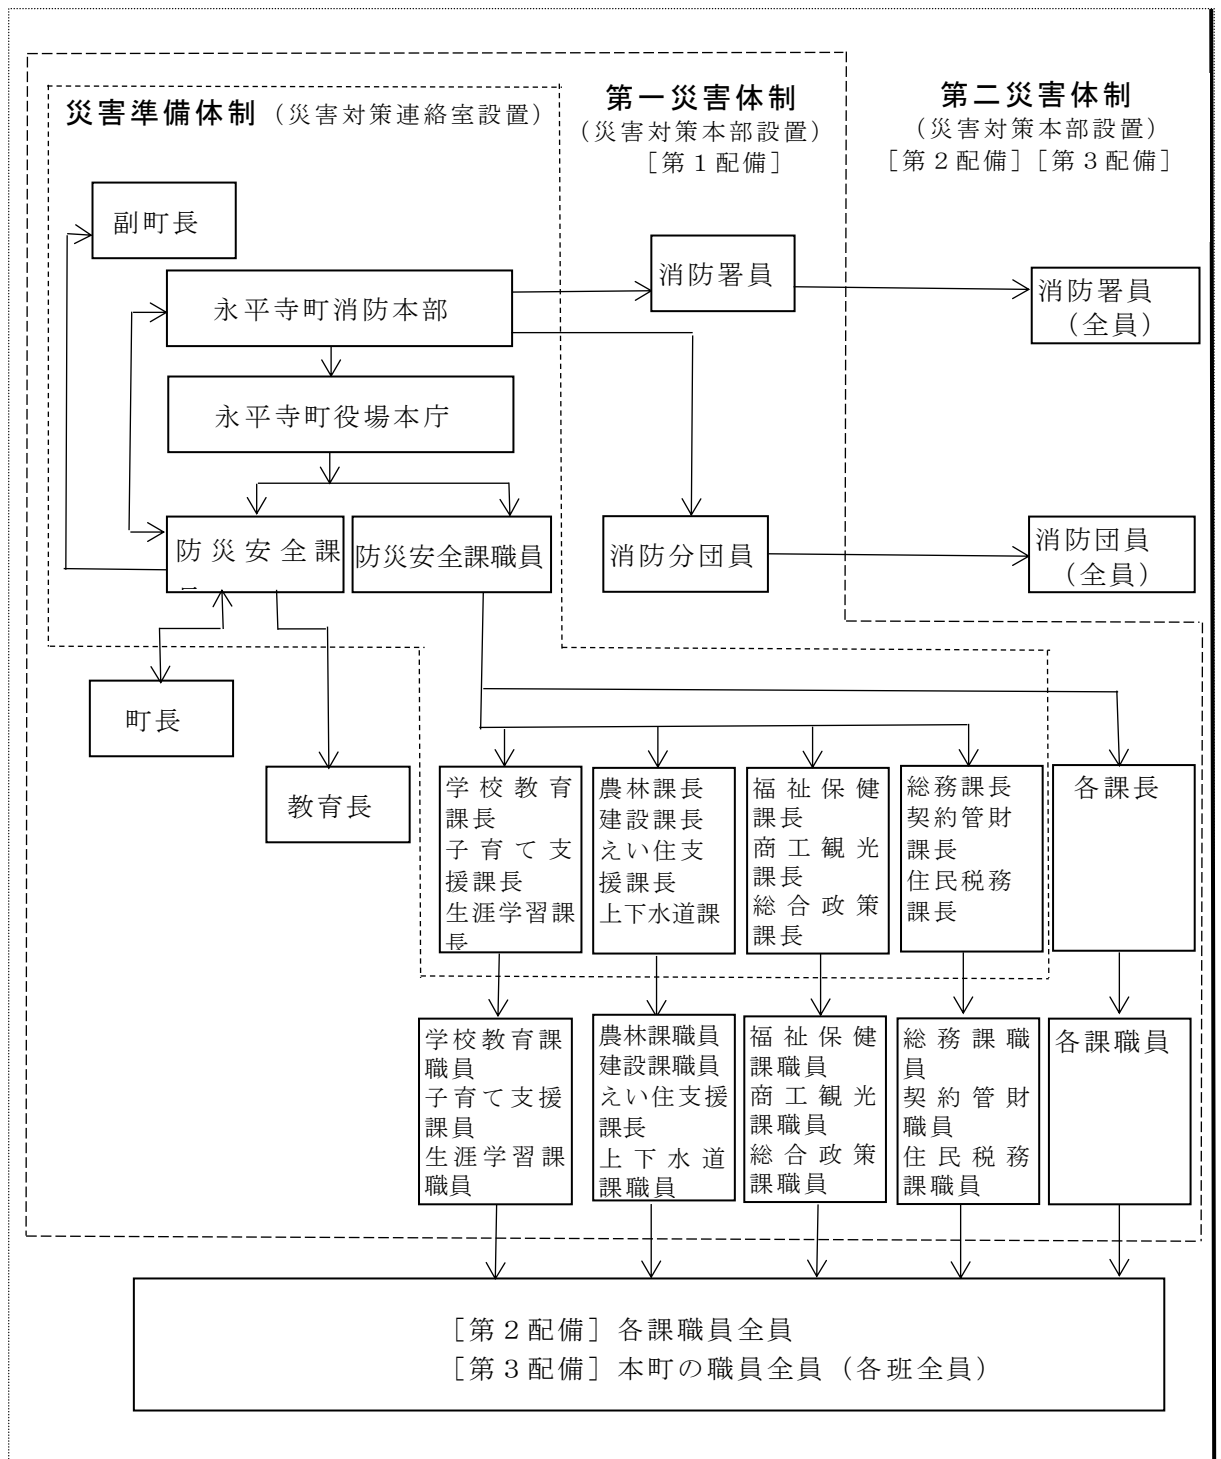 災害準備体制（災害対策連絡室設置）
第一災害体制
（災害対策本部設置）
［第１配備］
第二災害体制
（災害対策本部設置）
［第２配備］［第３配備］
副町長
永平寺町消防本部
消防署員
消防署員
（全員）
永平寺町役場本庁
防災安全課
防災安全課職員
消防分団員
消防団員
（全員）
町長
教育長
学校教育
課長
子育て支
援課長
生涯学習課
長
農林課長
建設課長
えい住支
援課長
上下水道課
福祉保健
課長
商工観光
課長
総合政策
課長
総務課長
契約管財
課長
住民税務
課長
各課長
学校教育課
職員
子育て支援
課員
生涯学習課
職員
農林課職員
建設課職員
えい住支援
課長
上下水道
課職員
福祉保健
課職員
商工観光
課職員
総合政策
課職員
総務課職
員
契約管財
職員
住民税務
課職員
各課職員
［第２配備］各課職員全員
［第３配備］本町の職員全員（各班全員）